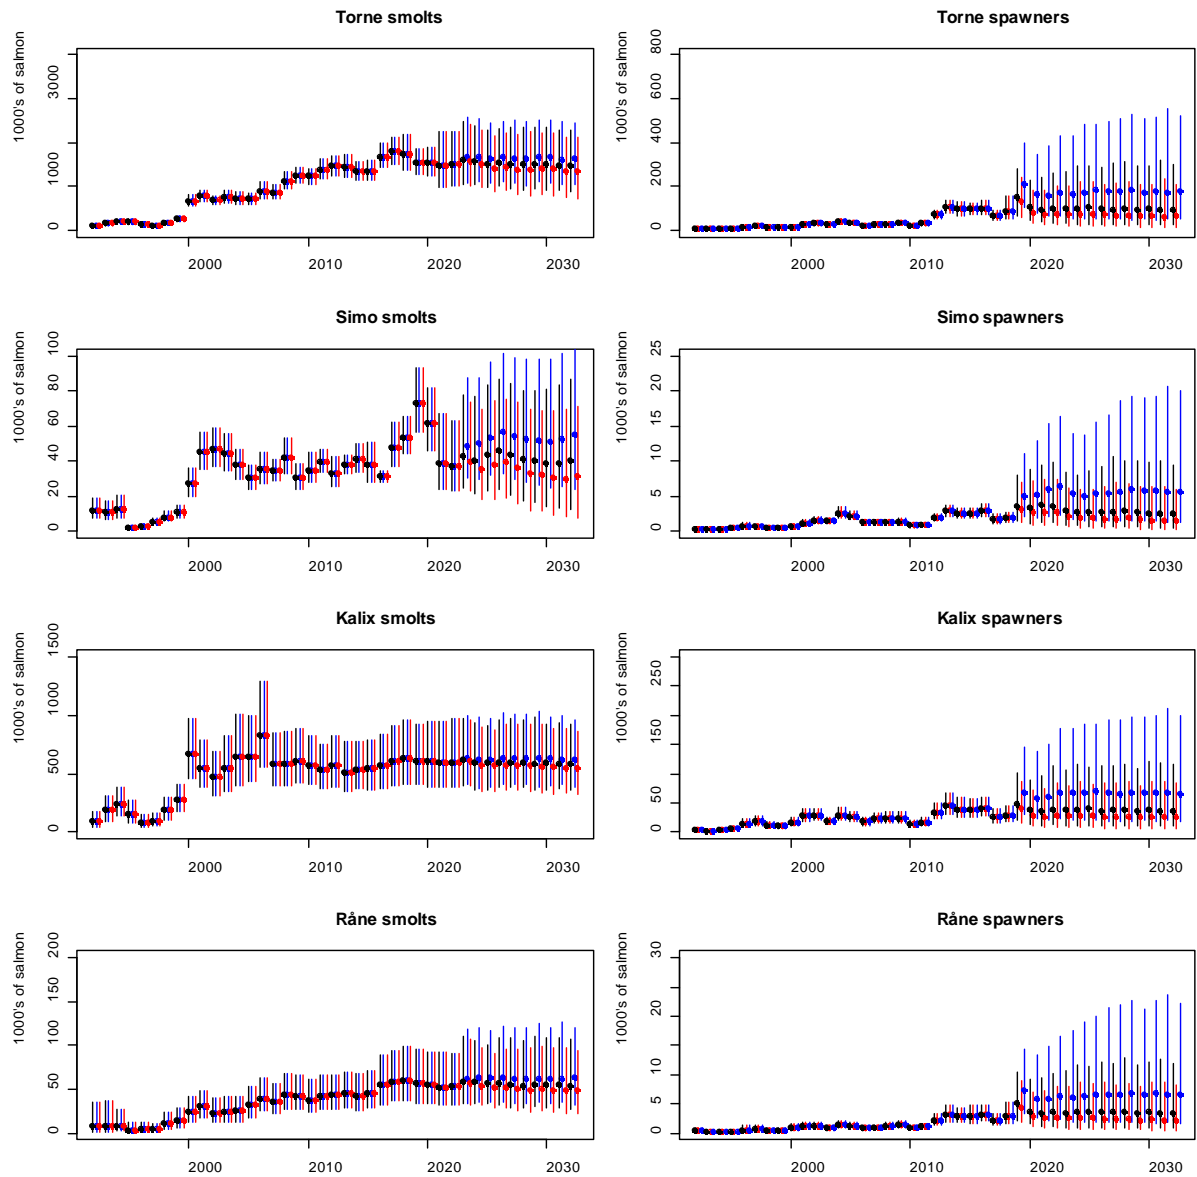 Torne smolts
1000's of salmon
0 1000 3000
2000 2010 2020 2030
Torne spawners
1000's of salmon
0 200 400 600 800
2000 2010 2020 2030
Simo smolts
1000's of salmon
0 20 40 60 80 100
2000 2010 2020 2030
Simo spawners
1000's of salmon
0 5 10 15 20 25
2000 2010 2020 2030
Kalix smolts
1000's of salmon
0 500 1000 1500
2000 2010 2020 2030
Kalix spawners
1000's of salmon
0 50 150 250
2000 2010 2020 2030
Råne smolts
1000's of salmon
0 50 100 150 200
2000 2010 2020 2030
Råne spawners
1000's of salmon
0 5 10 20 30
2000 2010 2020 2030